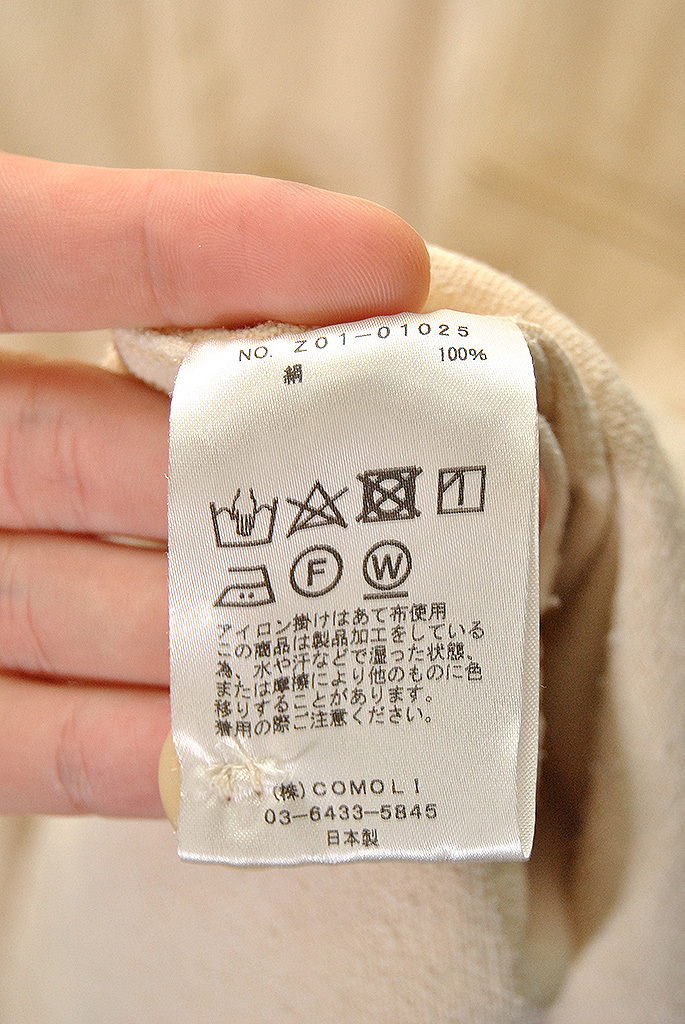 NO. Z01-01025
絹 100%
F W
アイロン掛けはあて布使用
この商品は製品加工をしている
為、水や汗などで湿った状態、
または摩擦により他のものに色
移りすることがあります。
着用の際ご注意ください。
(株)COMOLI
03-6433-5845
日本製